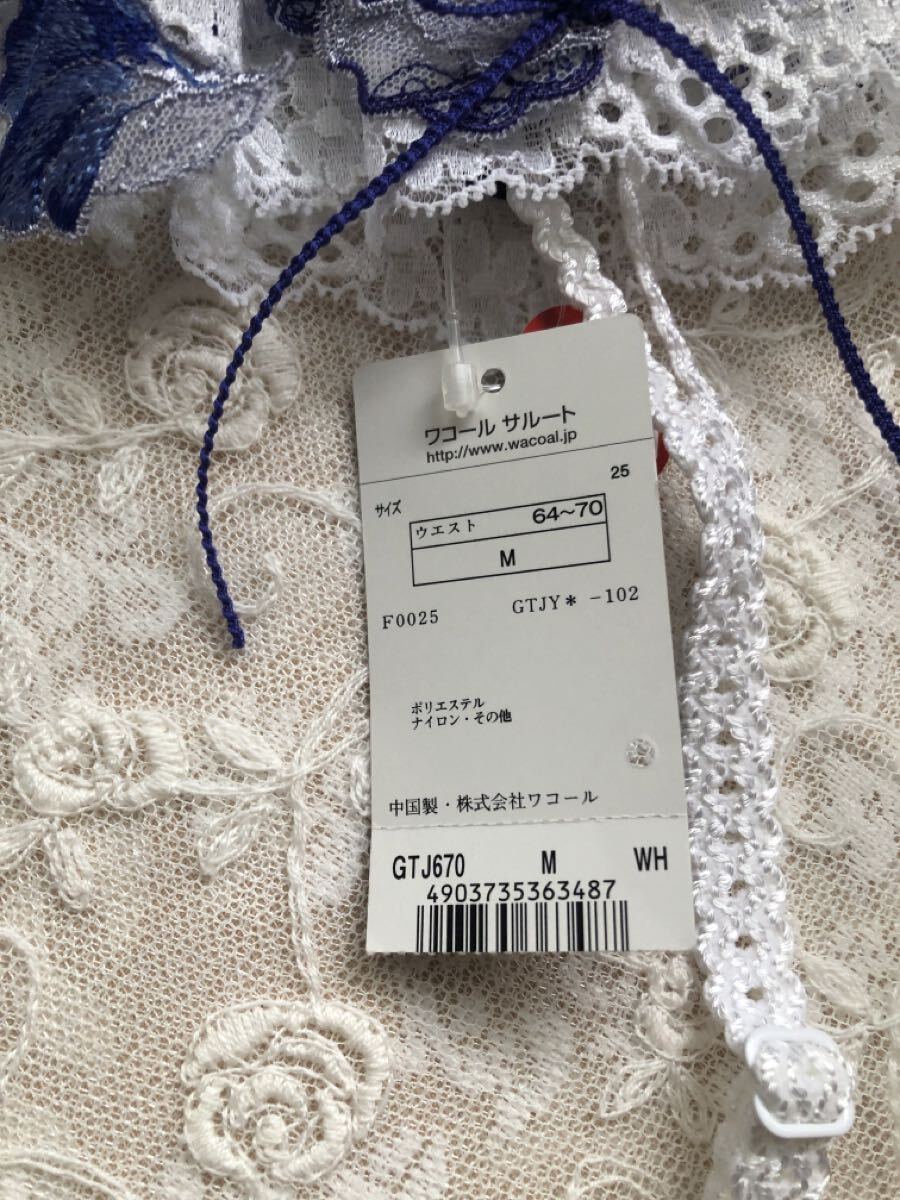 ワコール サルート
http://www.wacoal.jp
25
サイズ
ウエスト 64~70
M
F0025 GTJY* -102
ポリエステル
ナイロン・その他
中国製・株式会社ワコール
GTJ670 M WH
4903735363487